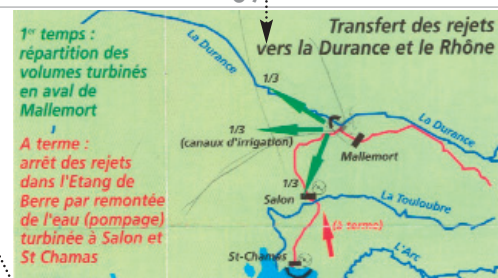 Transfert des rejets
vers la Durance et le Rhône
1er temps :
répartition des
volumes turbinés
en aval de
Mallemort
A terme :
arrêt des rejets
dans l'Etang de
Berre par remontée
de l'eau (pompage)
turbinée à Salon et
St Chamas
La Durance
1/3
1/3
(canaux d'irrigation)
La Durance
Mallemort
1/3
Salon
La Touloubre
(à terme)
St-Chamas
L'Arc